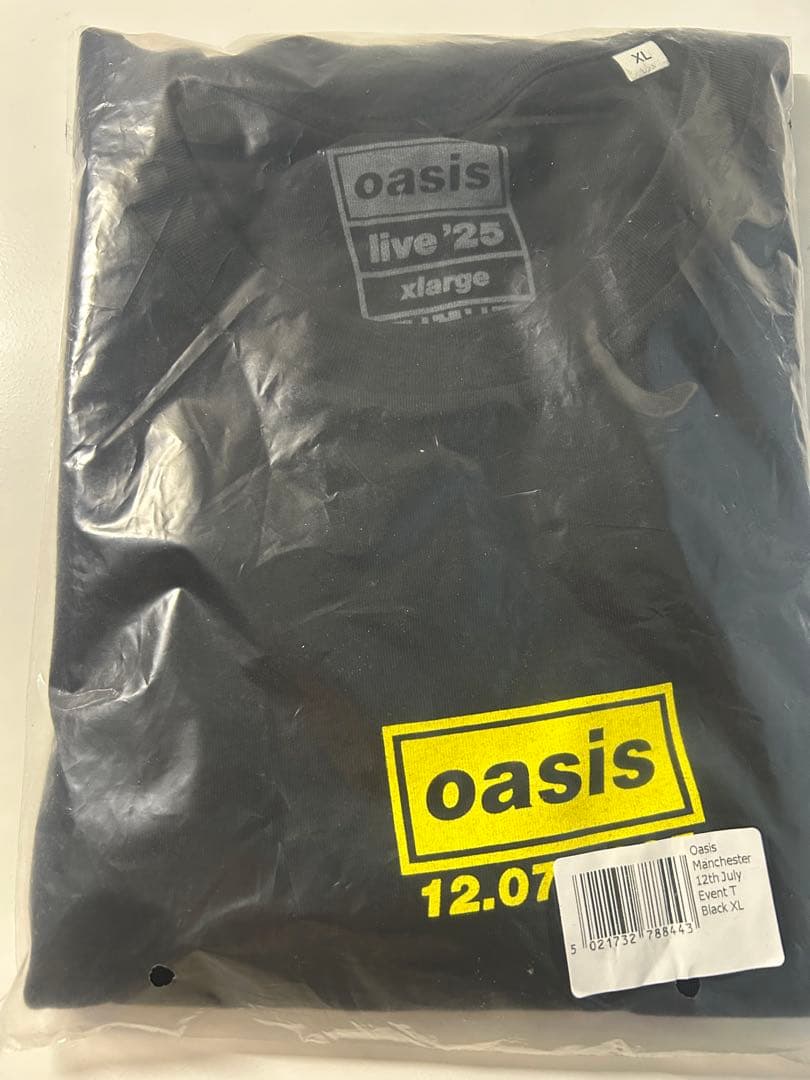 XL
oasis
live '25
xlarge
oasis
12.07
Oasis
Manchester
12th July
Event T
Black XL
5 021732 788443